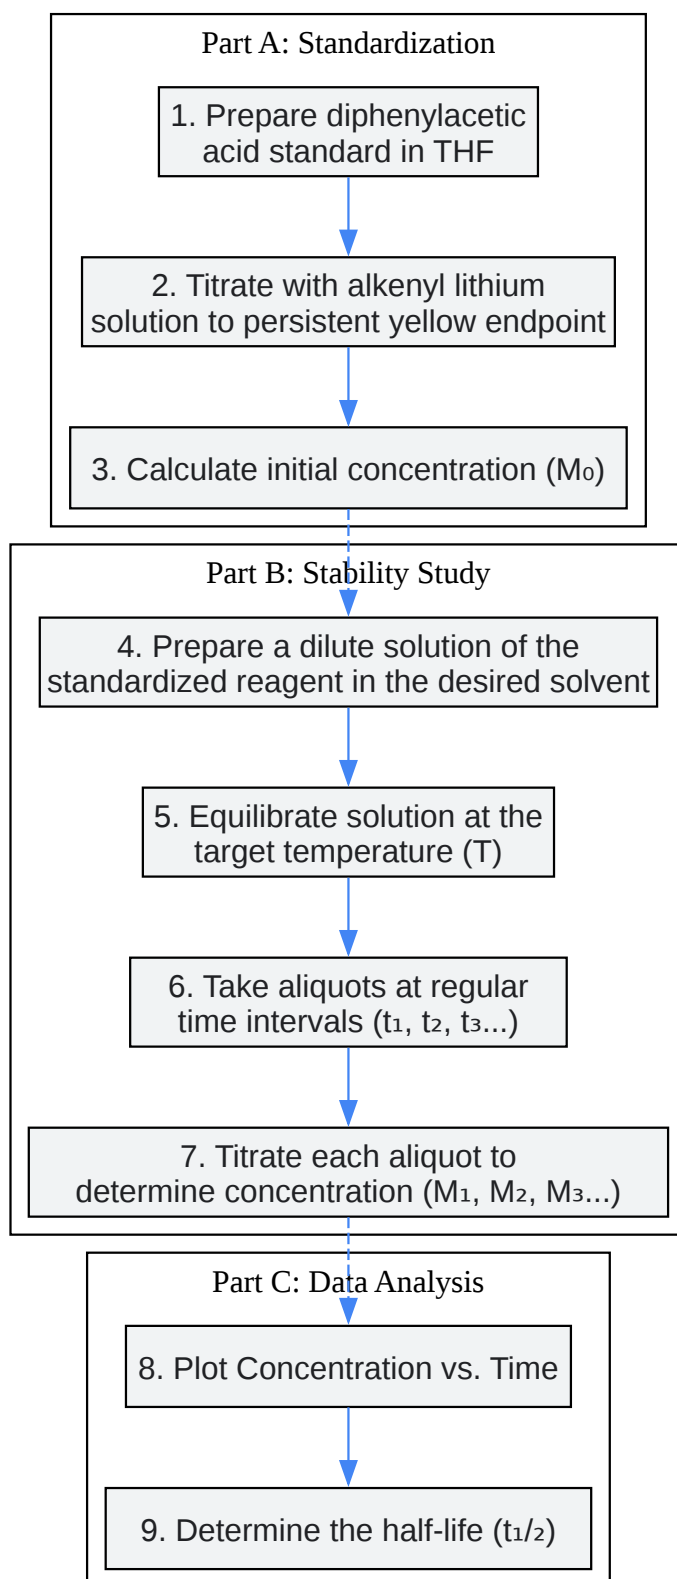 Part A: Standardization
1. Prepare diphenylacetic
acid standard in THF
2. Titrate with alkenyl lithium
solution to persistent yellow endpoint
3. Calculate initial concentration (M₀)
Part B: Stability Study
4. Prepare a dilute solution of the
standardized reagent in the desired solvent
5. Equilibrate solution at the
target temperature (T)
6. Take aliquots at regular
time intervals (t₁, t₂, t₃...)
7. Titrate each aliquot to
determine concentration (M₁, M₂, M₃...)
Part C: Data Analysis
8. Plot Concentration vs. Time
9. Determine the half-life (t₁/₂)